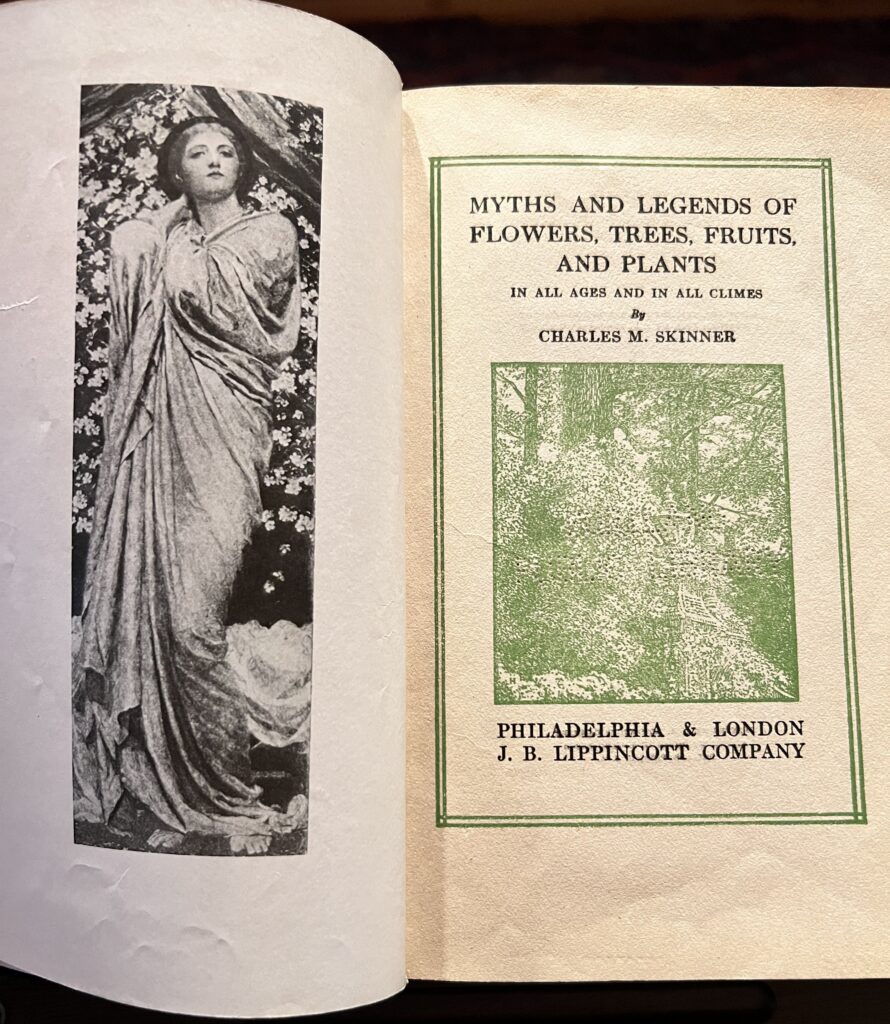 MYTHS AND LEGENDS OF
FLOWERS, TREES, FRUITS,
AND PLANTS
IN ALL AGES AND IN ALL CLIMES
By
CHARLES M. SKINNER
PHILADELPHIA & LONDON
J. B. LIPPINCOTT COMPANY